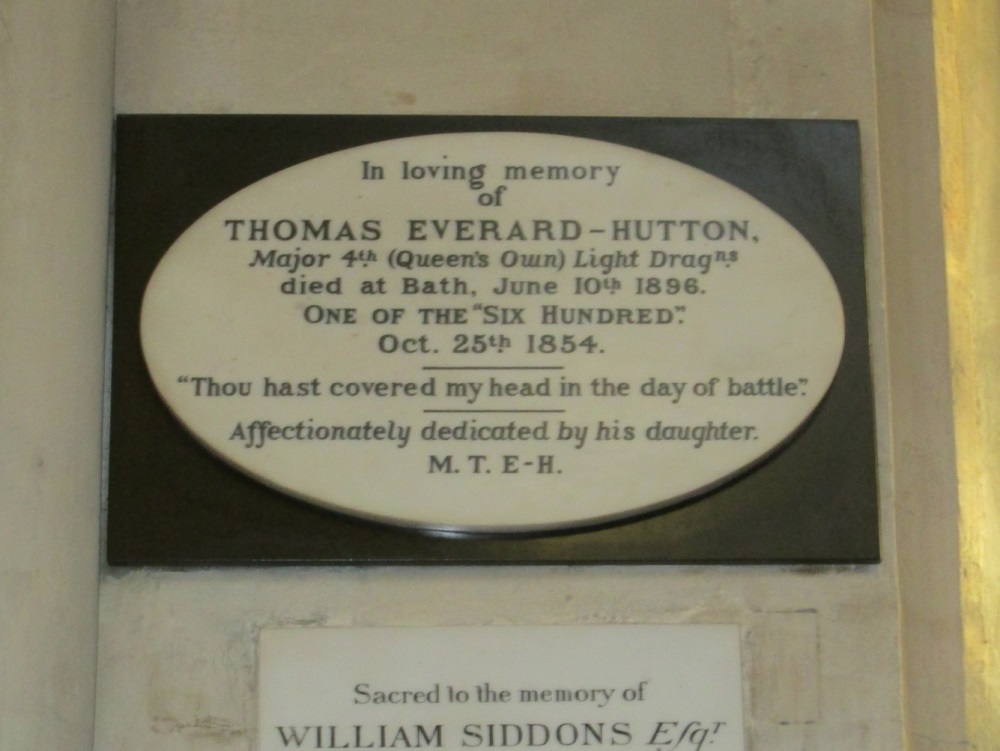 In loving memory
of
THOMAS EVERARD-HUTTON,
Major 4th (Queen's Own) Light Dragns
died at Bath, June 10th 1896.
ONE OF THE "SIX HUNDRED".
Oct. 25th 1854.
"Thou hast covered my head in the day of battle".
Affectionately dedicated by his daughter.
M. T. E-H.
Sacred to the memory of
WILLIAM SIDDONS Eſqr